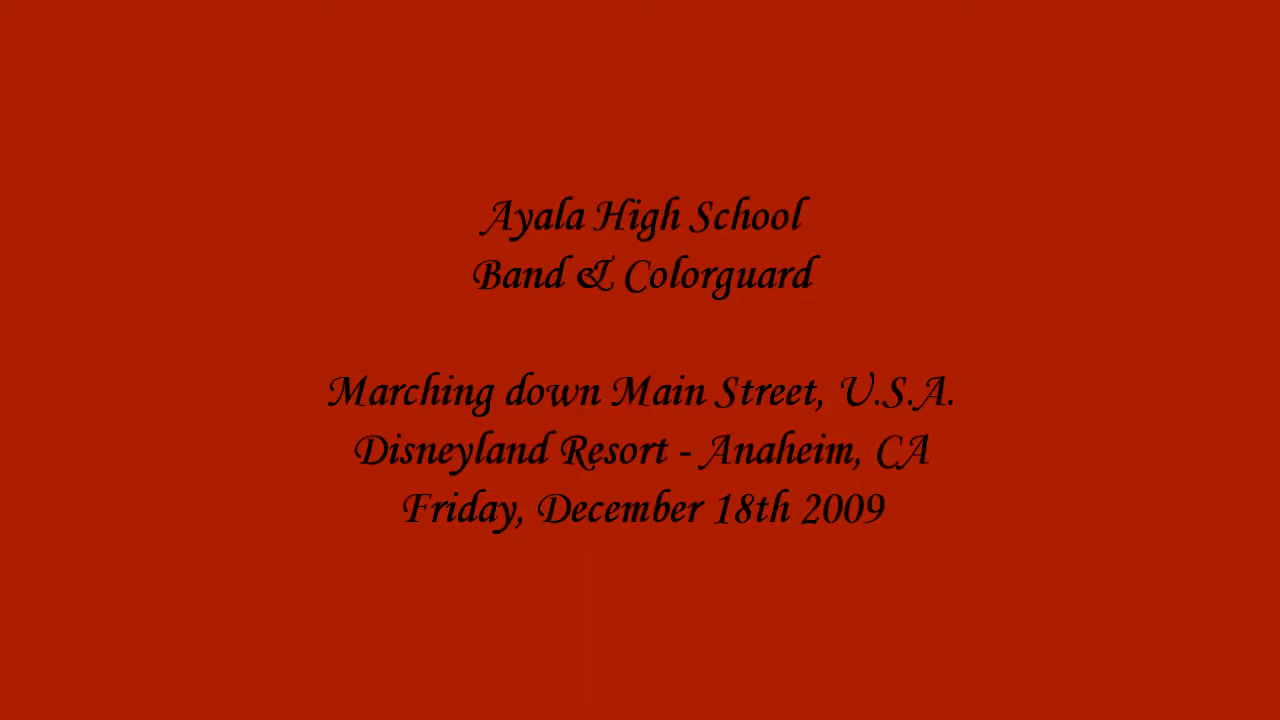 Ayala High School
Band & Colorguard
Marching down Main Street, U.S.A.
Disneyland Resort - Anaheim, CA
Friday, December 18th 2009